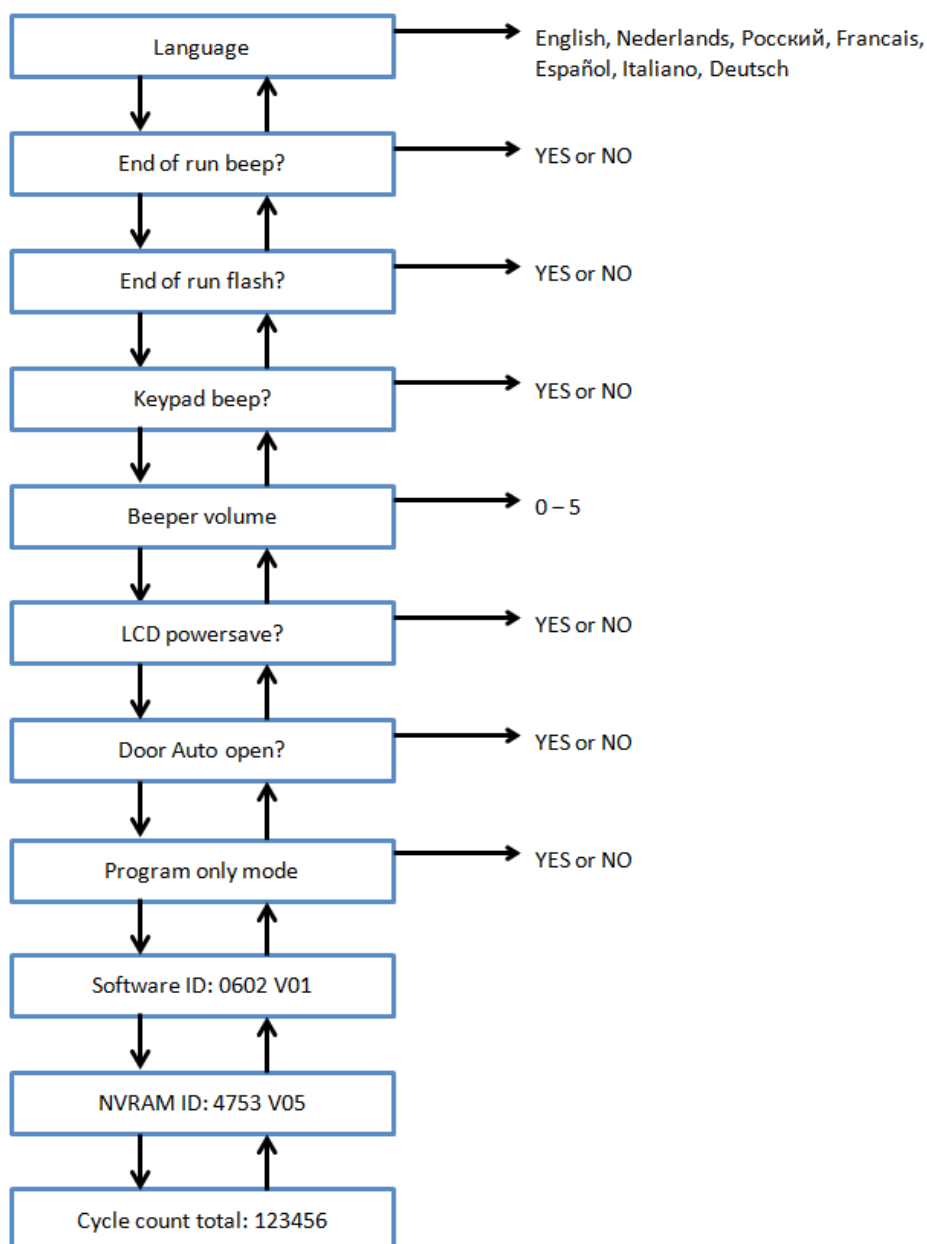 Language
English, Nederlands, Росский, Francais,
Español, Italiano, Deutsch
End of run beep?
YES or NO
End of run flash?
YES or NO
Keypad beep?
YES or NO
Beeper volume
0 – 5
LCD powersave?
YES or NO
Door Auto open?
YES or NO
Program only mode
YES or NO
Software ID: 0602 V01
NVRAM ID: 4753 V05
Cycle count total: 123456